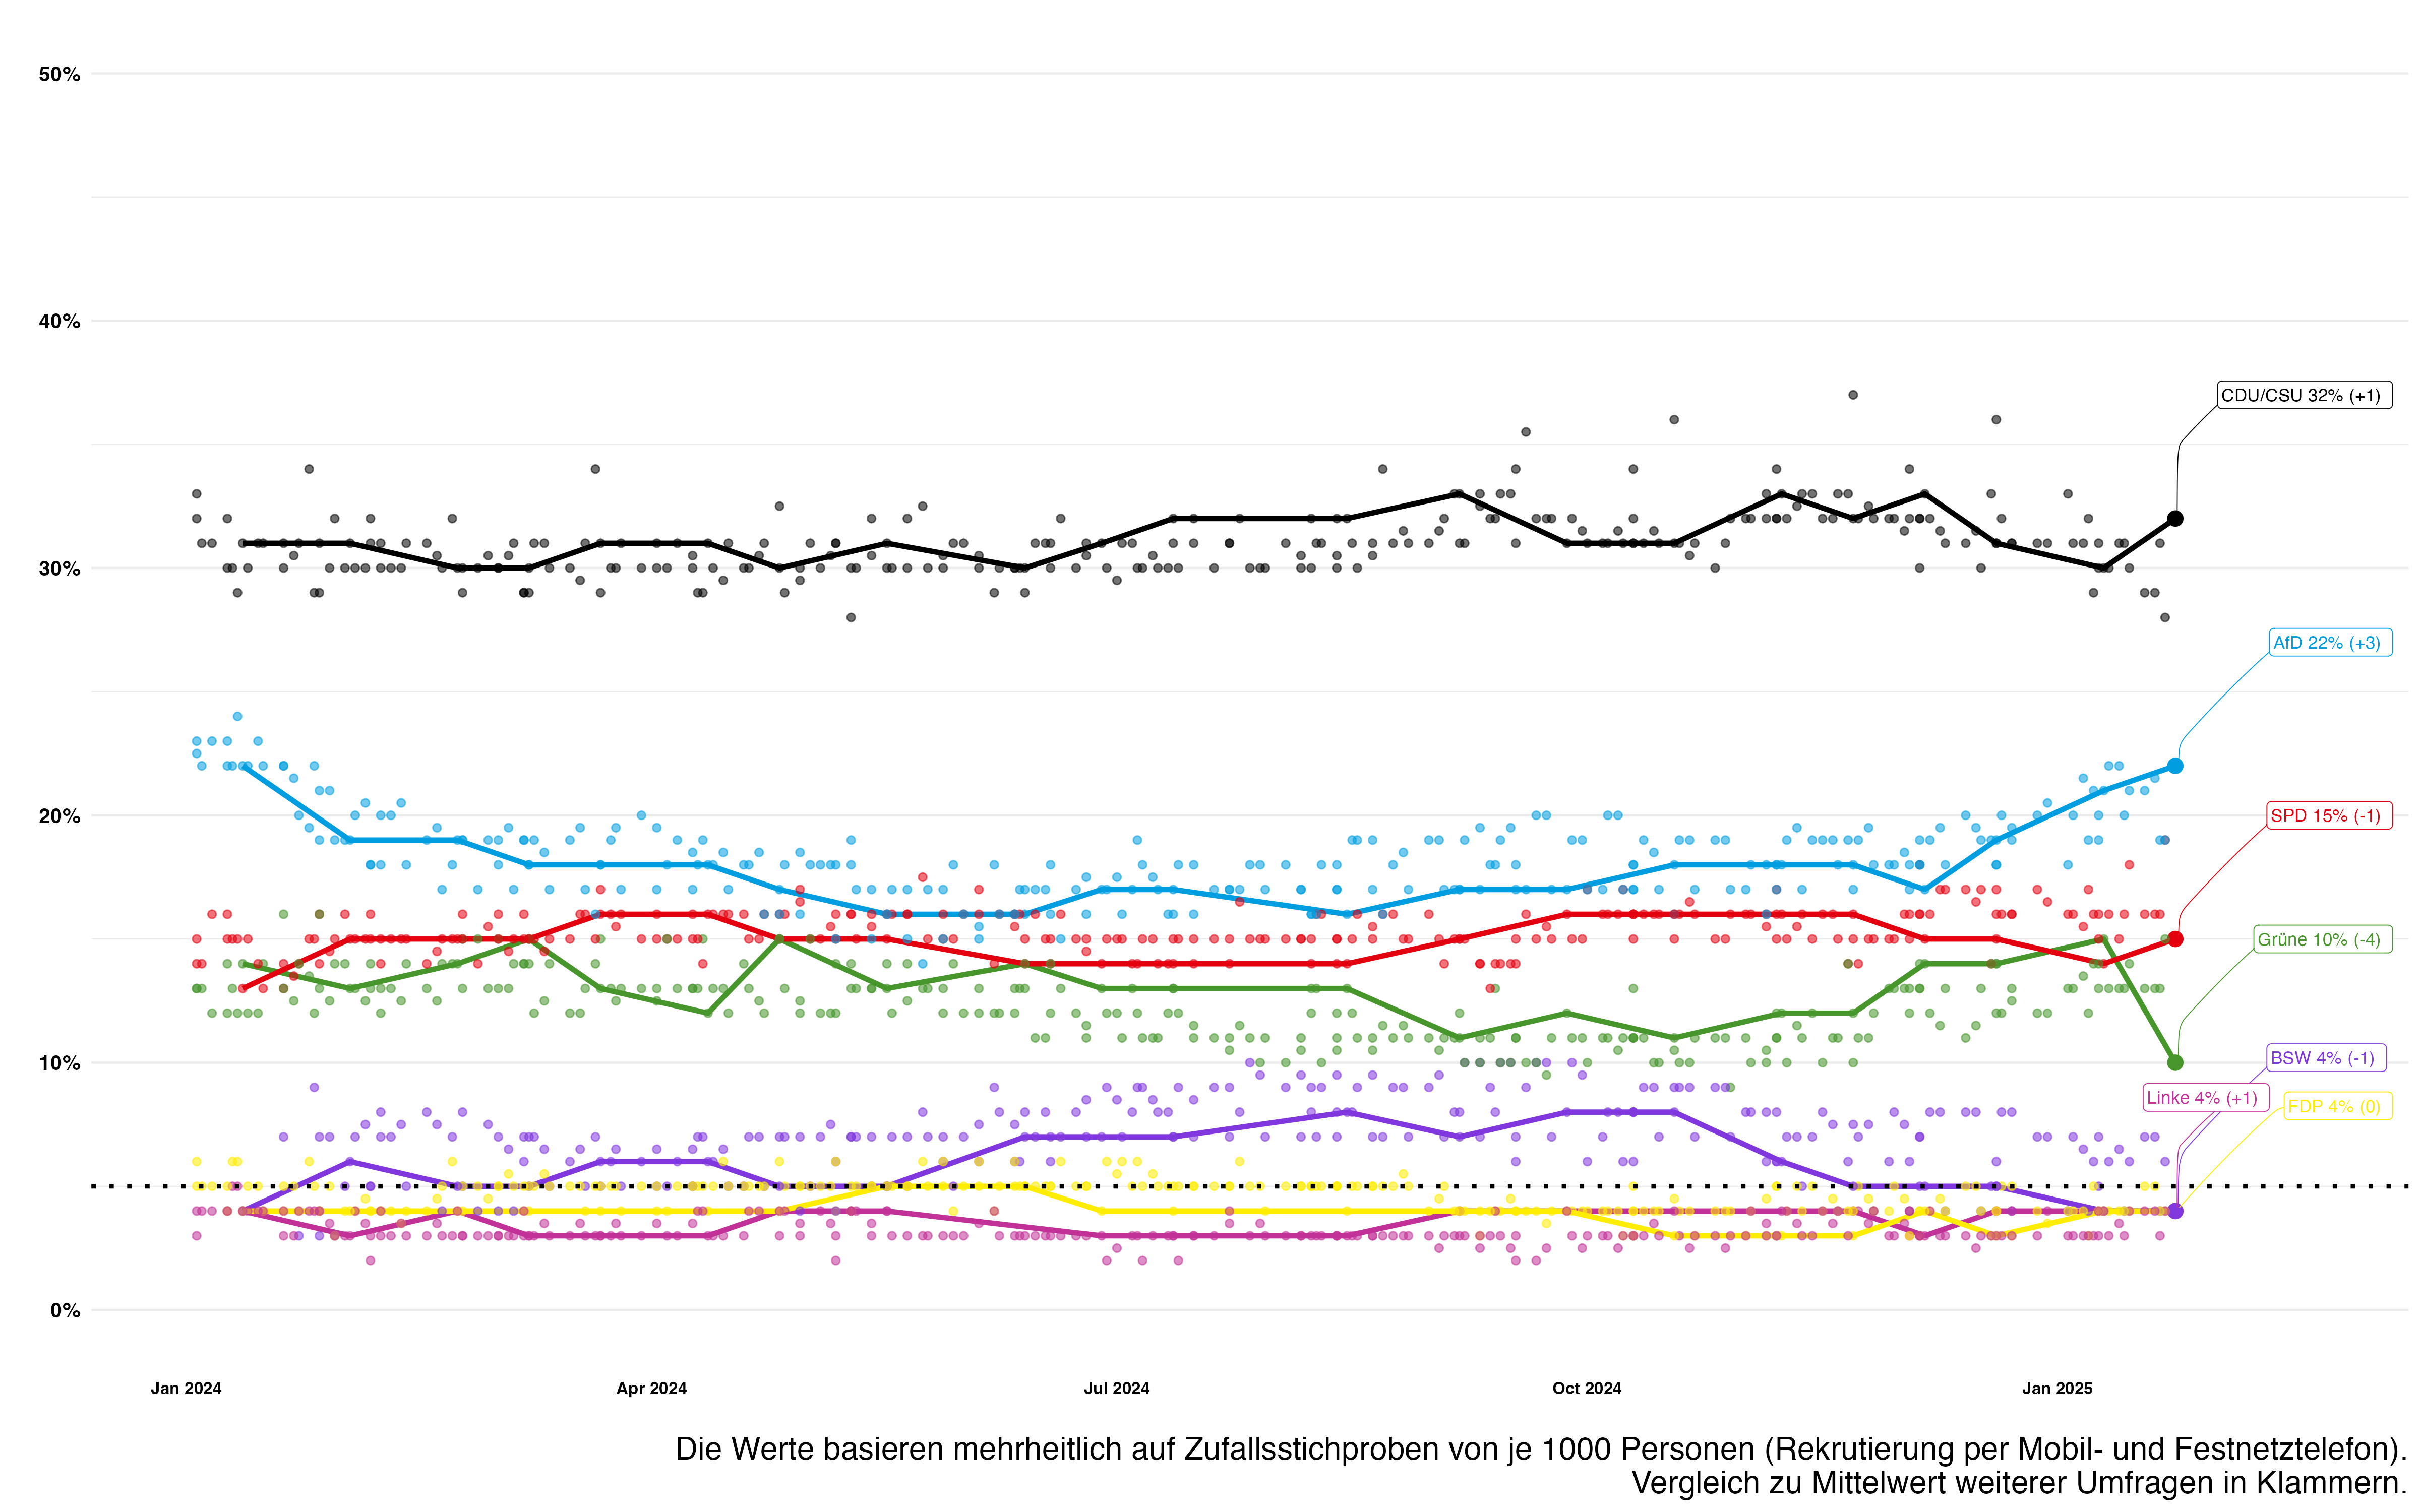 50%
40%
30%
20%
10%
0%
CDU/CSU 32% (+1)
AfD 22% (+3)
SPD 15% (-1)
Grüne 10% (-4)
BSW 4% (-1)
Linke 4% (+1)
FDP 4% (0)
Jan 2024
Apr 2024
Jul 2024
Oct 2024
Jan 2025
Die Werte basieren mehrheitlich auf Zufallsstichproben von je 1000 Personen (Rekrutierung per Mobil- und Festnetztelefon).
Vergleich zu Mittelwert weiterer Umfragen in Klammern.